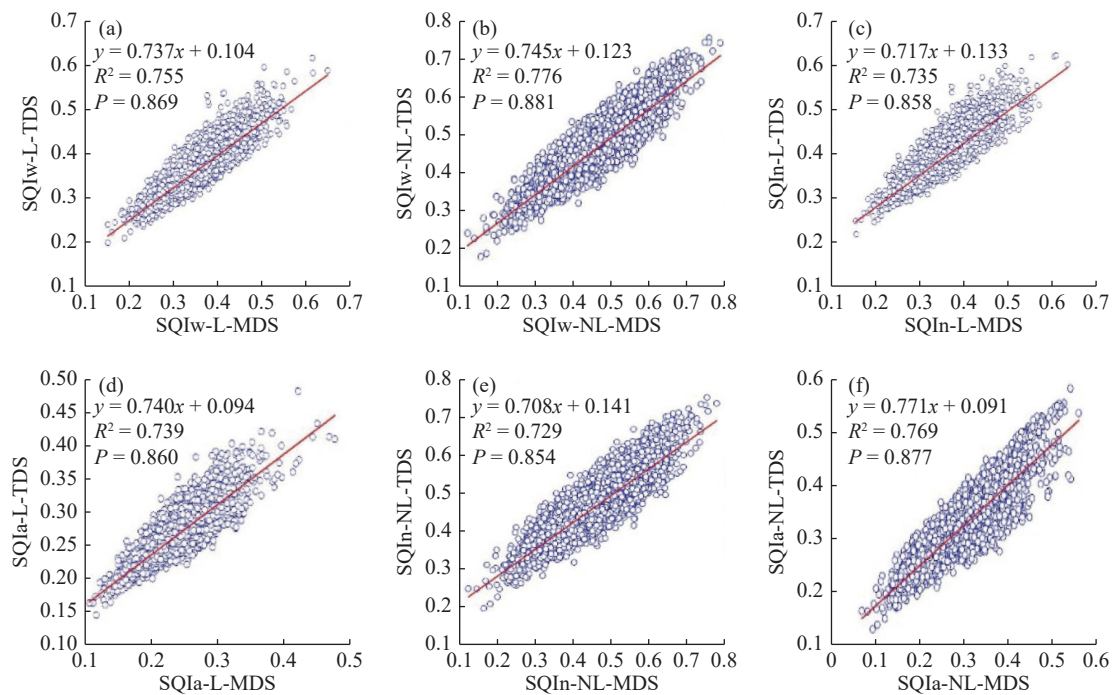 (a)
y = 0.737x + 0.104
R² = 0.755
P = 0.869
0.7
0.6
0.5
0.4
0.3
0.2
0.1
SQIw-L-TDS
0.1 0.2 0.3 0.4 0.5 0.6 0.7
SQIw-L-MDS
(b)
y = 0.745x + 0.123
R² = 0.776
P = 0.881
0.8
0.7
0.6
0.5
0.4
0.3
0.2
0.1
SQIw-NL-TDS
0.1 0.2 0.3 0.4 0.5 0.6 0.7 0.8
SQIw-NL-MDS
(c)
y = 0.717x + 0.133
R² = 0.735
P = 0.858
0.7
0.6
0.5
0.4
0.3
0.2
0.1
SQIn-L-TDS
0.1 0.2 0.3 0.4 0.5 0.6 0.7
SQIn-L-MDS
(d)
y = 0.740x + 0.094
R² = 0.739
P = 0.860
0.50
0.45
0.40
0.35
0.30
0.25
0.20
0.15
0.10
SQIa-L-TDS
0.1 0.2 0.3 0.4 0.5
SQIa-L-MDS
(e)
y = 0.708x + 0.141
R² = 0.729
P = 0.854
0.8
0.7
0.6
0.5
0.4
0.3
0.2
0.1
SQIn-NL-TDS
0.1 0.2 0.3 0.4 0.5 0.6 0.7 0.8
SQIn-NL-MDS
(f)
y = 0.771x + 0.091
R² = 0.769
P = 0.877
0.6
0.5
0.4
0.3
0.2
0.1
SQIa-NL-TDS
0 0.1 0.2 0.3 0.4 0.5 0.6
SQIa-NL-MDS